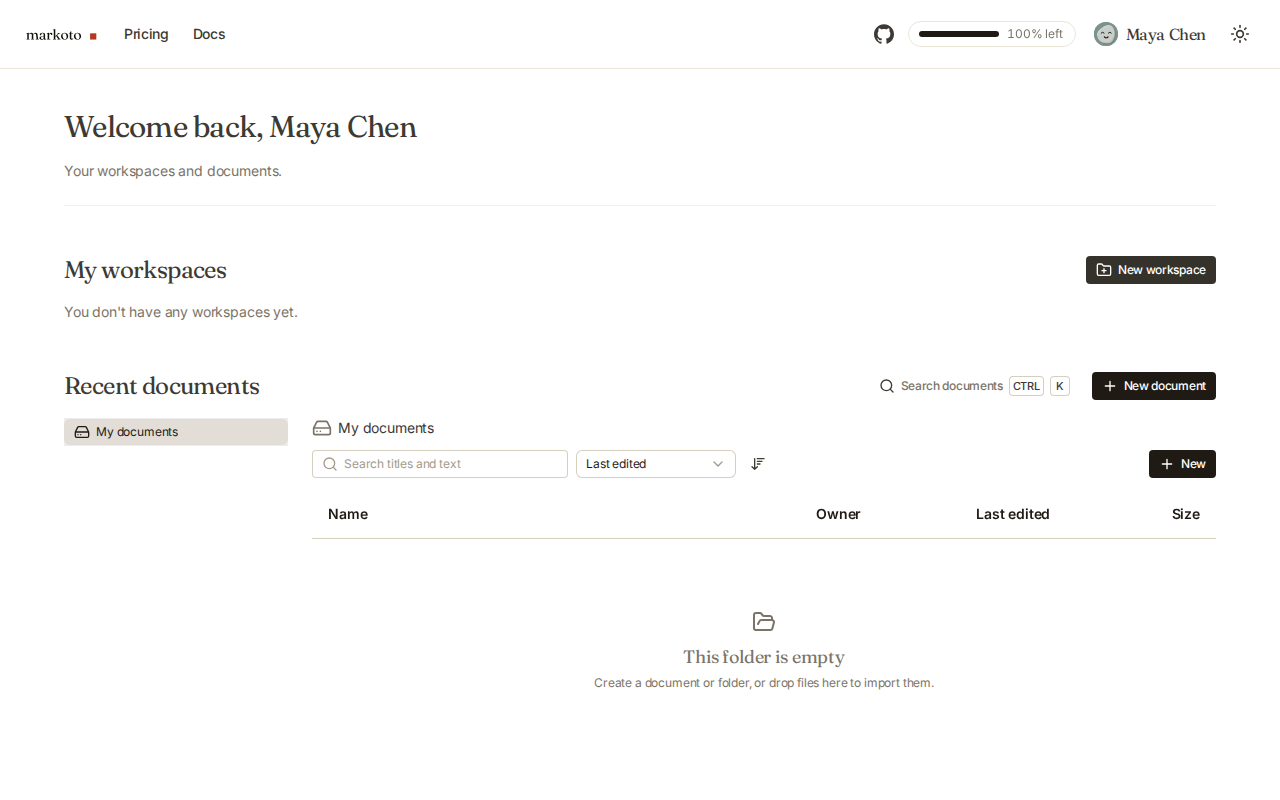 markoto
Pricing
Docs
100% left
Maya Chen
Welcome back, Maya Chen
Your workspaces and documents.
My workspaces
New workspace
You don't have any workspaces yet.
Recent documents
Search documents CTRL K
New document
My documents
My documents
Search titles and text
Last edited
New
Name Owner Last edited Size
This folder is empty
Create a document or folder, or drop files here to import them.